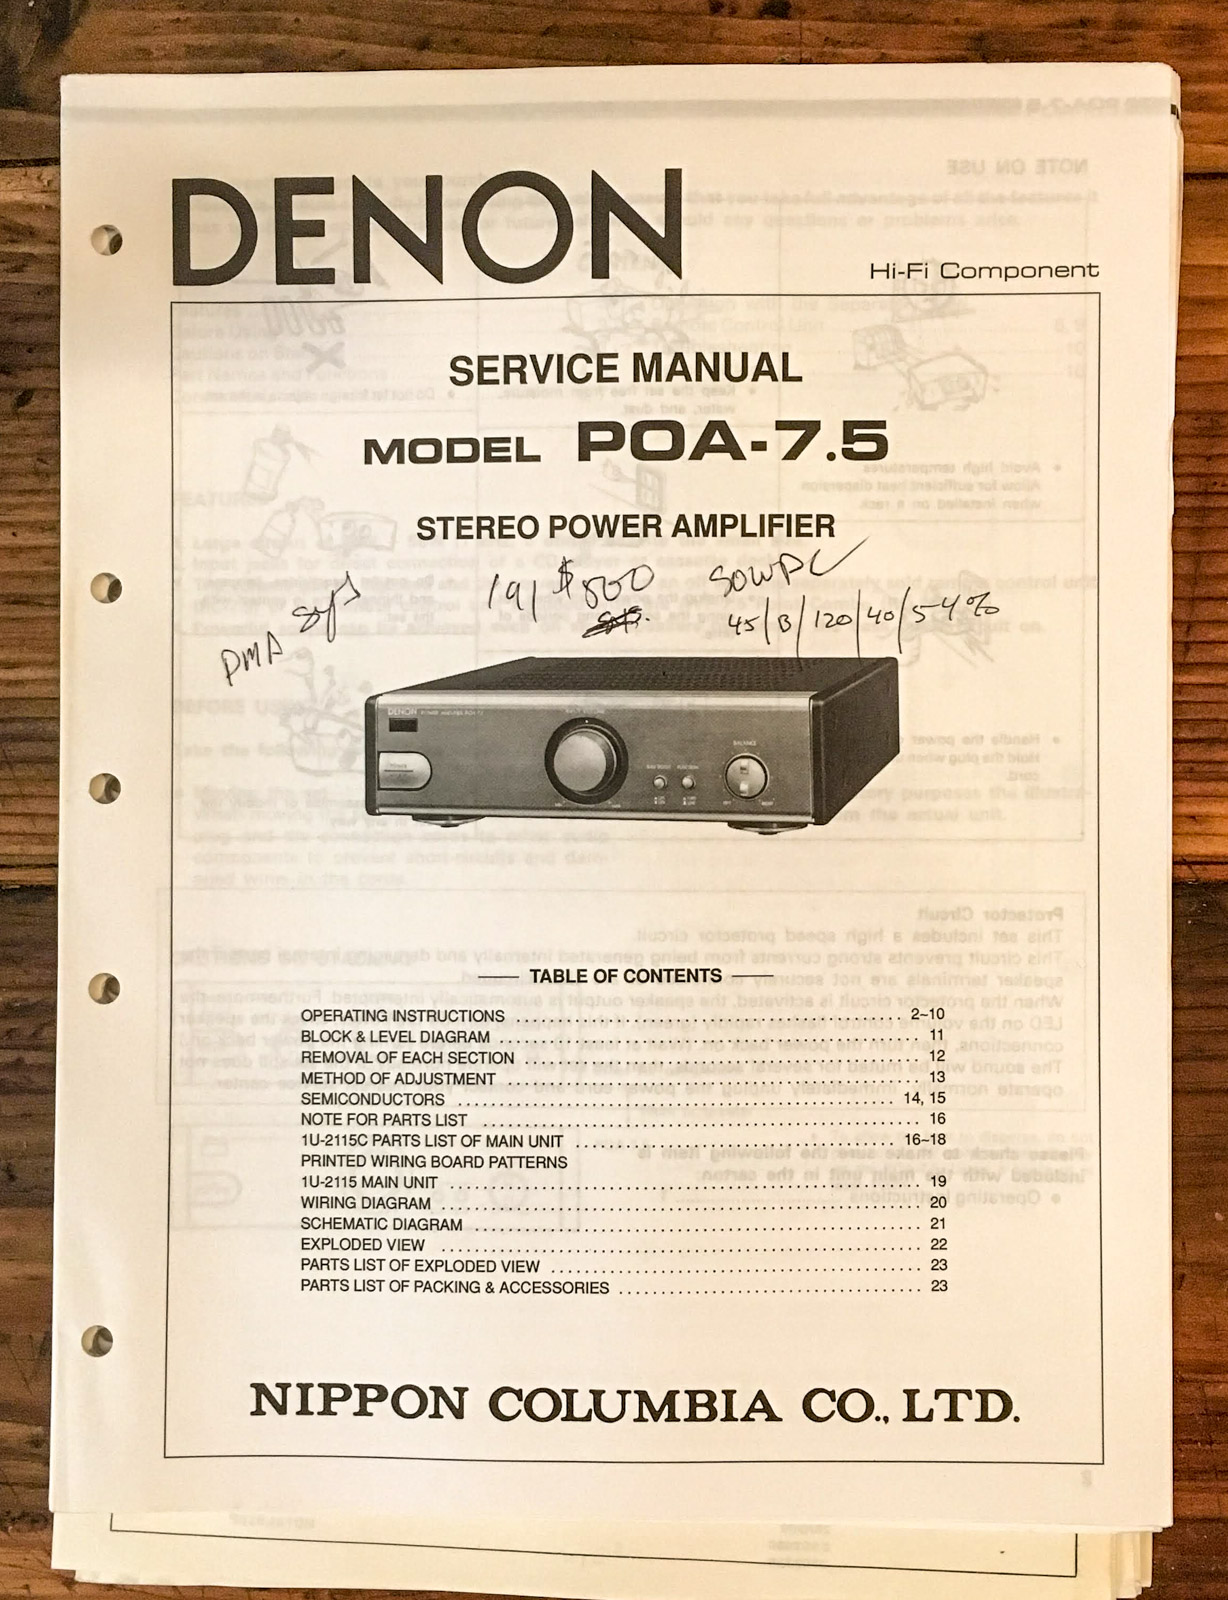 DENON
Hi-Fi Component
SERVICE MANUAL
MODEL POA-7.5
STEREO POWER AMPLIFIER
191 $800 50WPC
45/B/120/40/5-4%
PMA
DENON
BALANCE
TABLE OF CONTENTS
OPERATING INSTRUCTIONS 2~10
BLOCK & LEVEL DIAGRAM 11
REMOVAL OF EACH SECTION 12
METHOD OF ADJUSTMENT 13
SEMICONDUCTORS 14, 15
NOTE FOR PARTS LIST 16
1U-2115C PARTS LIST OF MAIN UNIT 16~18
PRINTED WIRING BOARD PATTERNS
1U-2115 MAIN UNIT 19
WIRING DIAGRAM 20
SCHEMATIC DIAGRAM 21
EXPLODED VIEW 22
PARTS LIST OF EXPLODED VIEW 23
PARTS LIST OF PACKING & ACCESSORIES 23
NIPPON COLUMBIA CO., LTD.